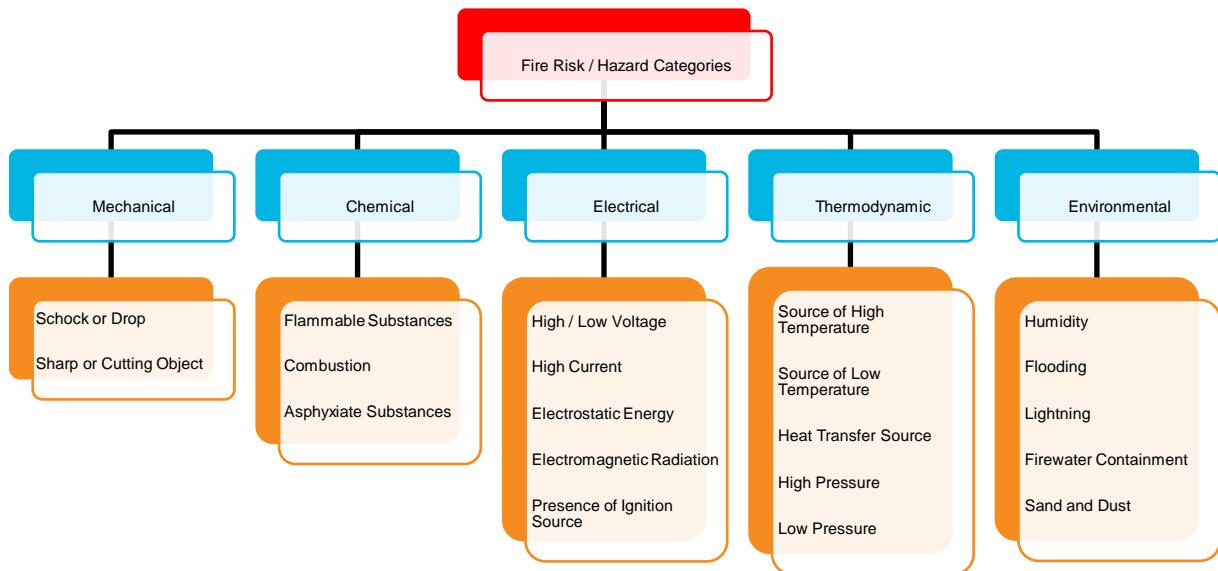 Fire Risk / Hazard Categories
Mechanical
Chemical
Electrical
Thermodynamic
Environmental
Schock or Drop
Sharp or Cutting Object
Flammable Substances
Combustion
Asphyxiate Substances
High / Low Voltage
High Current
Electrostatic Energy
Electromagnetic Radiation
Presence of Ignition
Source
Source of High
Temperature
Source of Low
Temperature
Heat Transfer Source
High Pressure
Low Pressure
Humidity
Flooding
Lightning
Firewater Containment
Sand and Dust